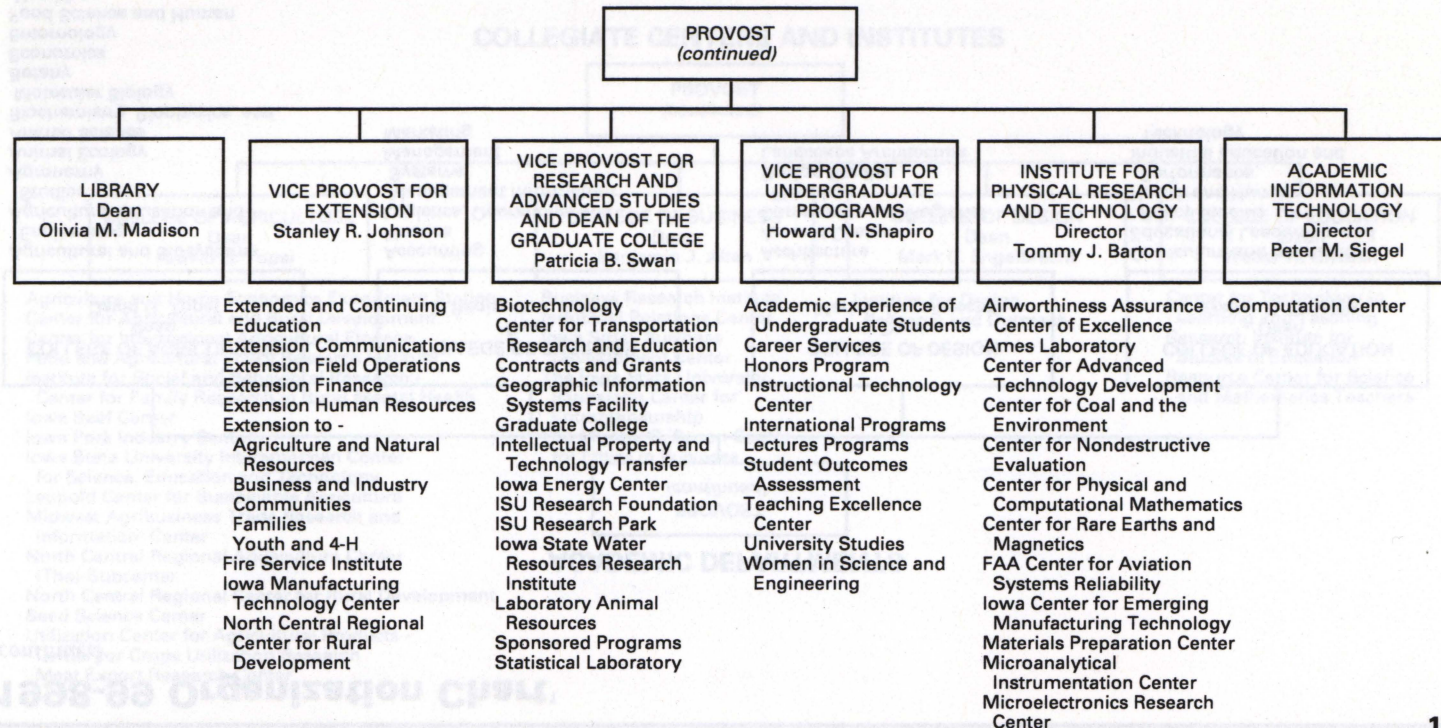 PROVOST
(continued)
LIBRARY
Dean
Olivia M. Madison
VICE PROVOST FOR
EXTENSION
Stanley R. Johnson
VICE PROVOST FOR
RESEARCH AND
ADVANCED STUDIES
AND DEAN OF THE
GRADUATE COLLEGE
Patricia B. Swan
VICE PROVOST FOR
UNDERGRADUATE
PROGRAMS
Howard N. Shapiro
INSTITUTE FOR
PHYSICAL RESEARCH
AND TECHNOLOGY
Director
Tommy J. Barton
ACADEMIC
INFORMATION
TECHNOLOGY
Director
Peter M. Siegel
Extended and Continuing
Education
Extension Communications
Extension Field Operations
Extension Finance
Extension Human Resources
Extension to -
Agriculture and Natural
Resources
Business and Industry
Communities
Families
Youth and 4-H
Fire Service Institute
Iowa Manufacturing
Technology Center
North Central Regional
Center for Rural
Development
Biotechnology
Center for Transportation
Research and Education
Contracts and Grants
Geographic Information
Systems Facility
Graduate College
Intellectual Property and
Technology Transfer
Iowa Energy Center
ISU Research Foundation
ISU Research Park
Iowa State Water
Resources Research
Institute
Laboratory Animal
Resources
Sponsored Programs
Statistical Laboratory
Academic Experience of
Undergraduate Students
Career Services
Honors Program
Instructional Technology
Center
International Programs
Lectures Programs
Student Outcomes
Assessment
Teaching Excellence
Center
University Studies
Women in Science and
Engineering
Airworthiness Assurance
Center of Excellence
Ames Laboratory
Center for Advanced
Technology Development
Center for Coal and the
Environment
Center for Nondestructive
Evaluation
Center for Physical and
Computational Mathematics
Center for Rare Earths and
Magnetics
FAA Center for Aviation
Systems Reliability
Iowa Center for Emerging
Manufacturing Technology
Materials Preparation Center
Microanalytical
Instrumentation Center
Microelectronics Research
Center
Computation Center
1